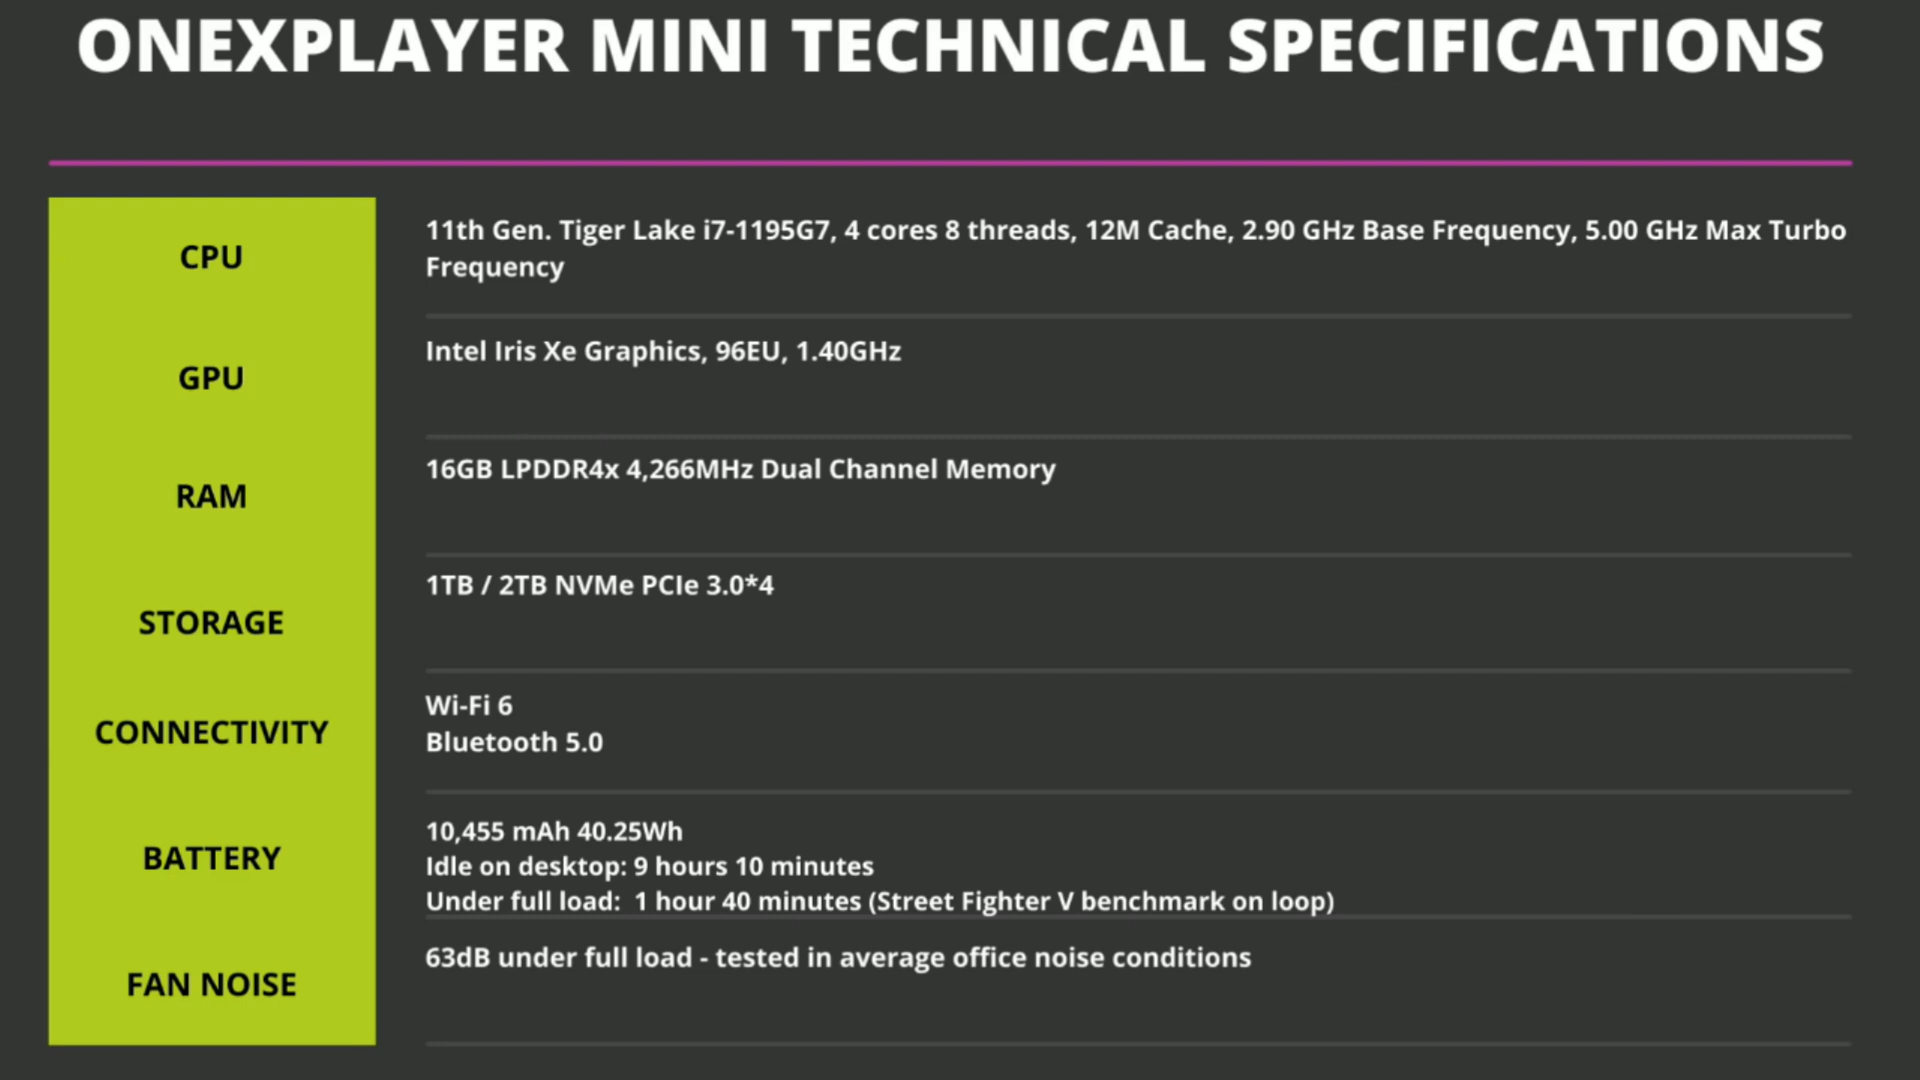 ONEXPLAYER MINI TECHNICAL SPECIFICATIONS
CPU
11th Gen. Tiger Lake i7-1195G7, 4 cores 8 threads, 12M Cache, 2.90 GHz Base Frequency, 5.00 GHz Max Turbo
Frequency
GPU
Intel Iris Xe Graphics, 96EU, 1.40GHz
RAM
16GB LPDDR4x 4,266MHz Dual Channel Memory
STORAGE
1TB / 2TB NVMe PCIe 3.0*4
CONNECTIVITY
Wi-Fi 6
Bluetooth 5.0
BATTERY
10,455 mAh 40.25Wh
Idle on desktop: 9 hours 10 minutes
Under full load:  1 hour 40 minutes (Street Fighter V benchmark on loop)
FAN NOISE
63dB under full load - tested in average office noise conditions